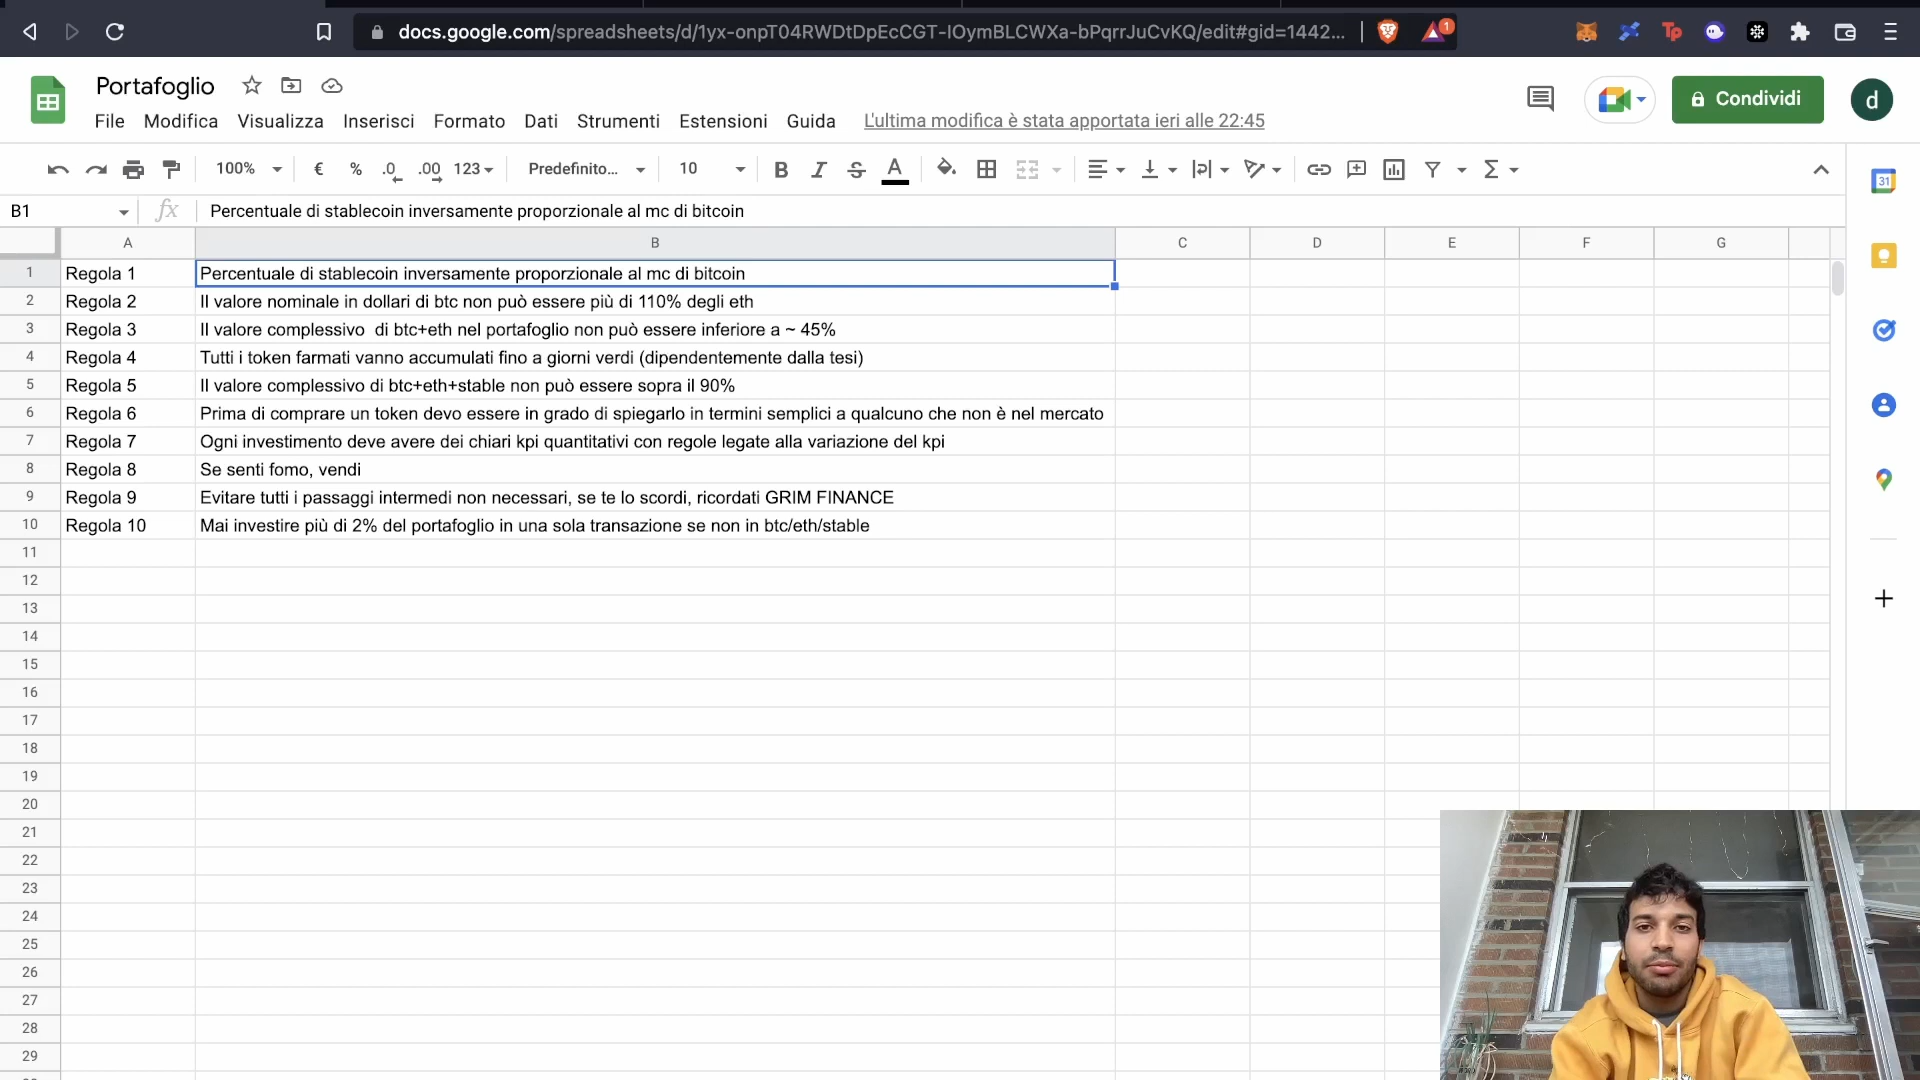 docs.google.com/spreadsheets/d/1yx-onpT04RWDtDpEcCGT-IOymBLCWXa-bPqrrJuCvKQ/edit#gid=1442...
1
Tp
Portafoglio
File Modifica Visualizza Inserisci Formato Dati Strumenti Estensioni Guida L'ultima modifica è stata apportata ieri alle 22:45
Condividi
d
100% € % .0 .00 123 Predefinito... 10 B I S A Σ
31
B1 fx Percentuale di stablecoin inversamente proporzionale al mc di bitcoin
A B C D E F G
1 Regola 1 Percentuale di stablecoin inversamente proporzionale al mc di bitcoin
2 Regola 2 Il valore nominale in dollari di btc non può essere più di 110% degli eth
3 Regola 3 Il valore complessivo  di btc+eth nel portafoglio non può essere inferiore a ~ 45%
4 Regola 4 Tutti i token farmati vanno accumulati fino a giorni verdi (dipendentemente dalla tesi)
5 Regola 5 Il valore complessivo di btc+eth+stable non può essere sopra il 90%
6 Regola 6 Prima di comprare un token devo essere in grado di spiegarlo in termini semplici a qualcuno che non è nel mercato
7 Regola 7 Ogni investimento deve avere dei chiari kpi quantitativi con regole legate alla variazione del kpi
8 Regola 8 Se senti fomo, vendi
9 Regola 9 Evitare tutti i passaggi intermedi non necessari, se te lo scordi, ricordati GRIM FINANCE
10 Regola 10 Mai investire più di 2% del portafoglio in una sola transazione se non in btc/eth/stable
11
12
13
14
15
16
17
18
19
20
21
22
23
24
25
26
27
28
29